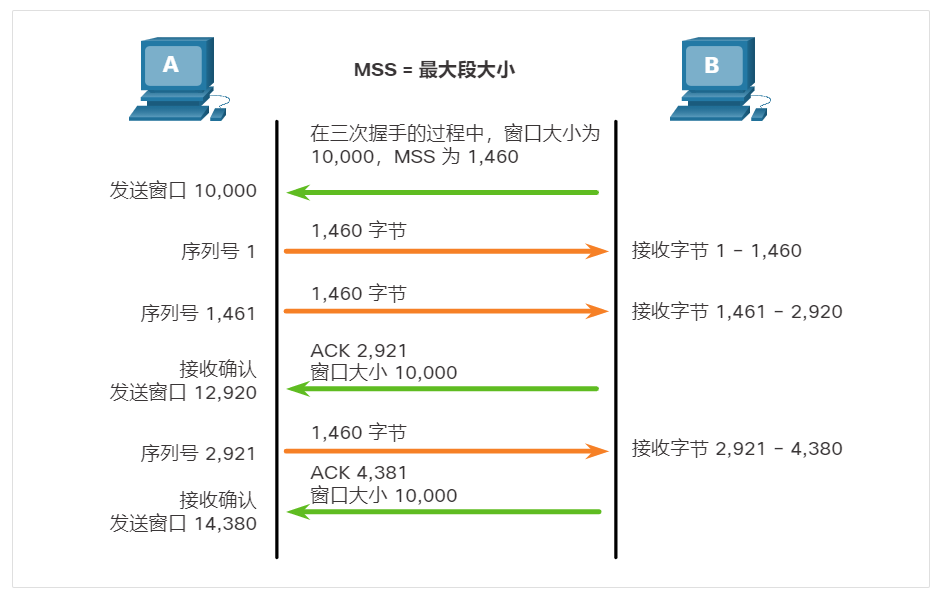 A
MSS = 最大段大小
B
在三次握手的过程中，窗口大小为
10,000，MSS 为 1,460
发送窗口 10,000
1,460 字节
序列号 1
接收字节 1 – 1,460
1,460 字节
序列号 1,461
接收字节 1,461 – 2,920
ACK 2,921
窗口大小 10,000
接收确认
发送窗口 12,920
1,460 字节
序列号 2,921
接收字节 2,921 – 4,380
ACK 4,381
窗口大小 10,000
接收确认
发送窗口 14,380